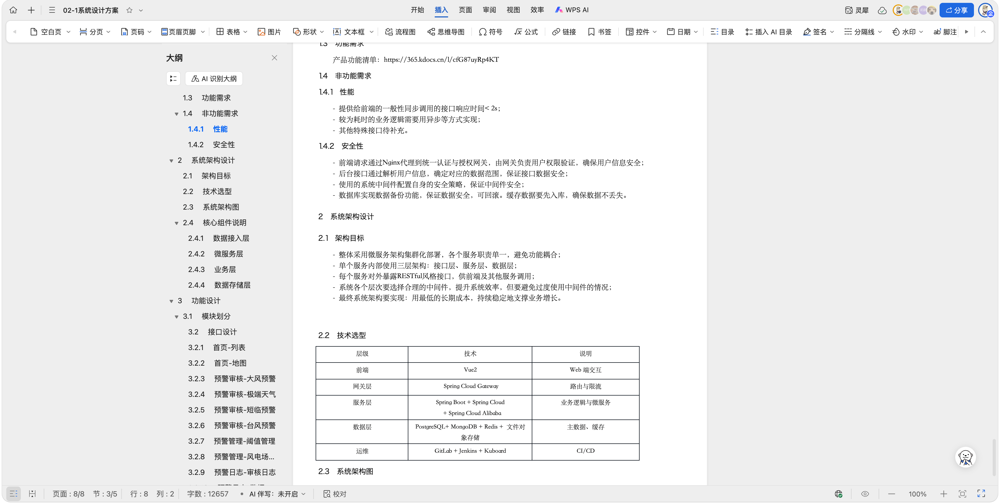 02-1系统设计方案
开始 插入 页面 审阅 视图 效率 WPS AI
灵犀 分享 企
空白页 分页 页码 页眉页脚 表格 图片 形状 文本框 流程图 思维导图 符号 公式 链接 书签 控件 日期 目录 插入 AI 目录 签名 分隔线 水印 ab¹ 脚注
大纲
AI 识别大纲
1.3 功能需求
1.4 非功能需求
1.4.1 性能
1.4.2 安全性
2 系统架构设计
2.1 架构目标
2.2 技术选型
2.3 系统架构图
2.4 核心组件说明
2.4.1 数据接入层
2.4.2 微服务层
2.4.3 业务层
2.4.4 数据存储层
3 功能设计
3.1 模块划分
3.2 接口设计
3.2.1 首页-列表
3.2.2 首页-地图
3.2.3 预警审核-大风预警
3.2.4 预警审核-极端天气
3.2.5 预警审核-短临预警
3.2.6 预警审核-台风预警
3.2.7 预警管理-阈值管理
3.2.8 预警管理-风电场...
3.2.9 预警日志-审核日志
1.3 功能需求
产品功能清单：https://365.kdocs.cn/l/cfG87uyRp4KT
1.4 非功能需求
1.4.1 性能
- 提供给前端的一般性同步调用的接口响应时间< 2s；
- 较为耗时的业务逻辑需要用异步等方式实现；
- 其他特殊接口待补充。
1.4.2 安全性
- 前端请求通过Nginx代理到统一认证与授权网关，由网关负责用户权限验证，确保用户信息安全；
- 后台接口通过解析用户信息，确定对应的数据范围，保证接口数据安全；
- 使用的系统中间件配置自身的安全策略，保证中间件安全；
- 数据库实现数据备份功能，保证数据安全，可回滚。缓存数据要先入库，确保数据不丢失。
2 系统架构设计
2.1 架构目标
- 整体采用微服务架构集群化部署，各个服务职责单一，避免功能耦合；
- 单个服务内部使用三层架构：接口层、服务层、数据层；
- 每个服务对外暴露RESTful风格接口，供前端及其他服务调用；
- 系统各个层次要选择合理的中间件，提升系统效率，但要避免过度使用中间件的情况；
- 最终系统架构要实现：用最低的长期成本，持续稳定地支撑业务增长。
2.2 技术选型
层级 技术 说明
前端 Vue2 Web 端交互
网关层 Spring Cloud Gateway 路由与限流
服务层 Spring Boot + Spring Cloud 业务逻辑与微服务
+ Spring Cloud Alibaba
数据层 PostgreSQL+ MongoDB + Redis + 文件对 主数据、缓存
象存储
运维 GitLab + Jenkins + Kuboard CI/CD
2.3 系统架构图
页面：8/8 节：3/5 行：8 列：2 字数：12657 AI 伴写：未开启 校对 100%